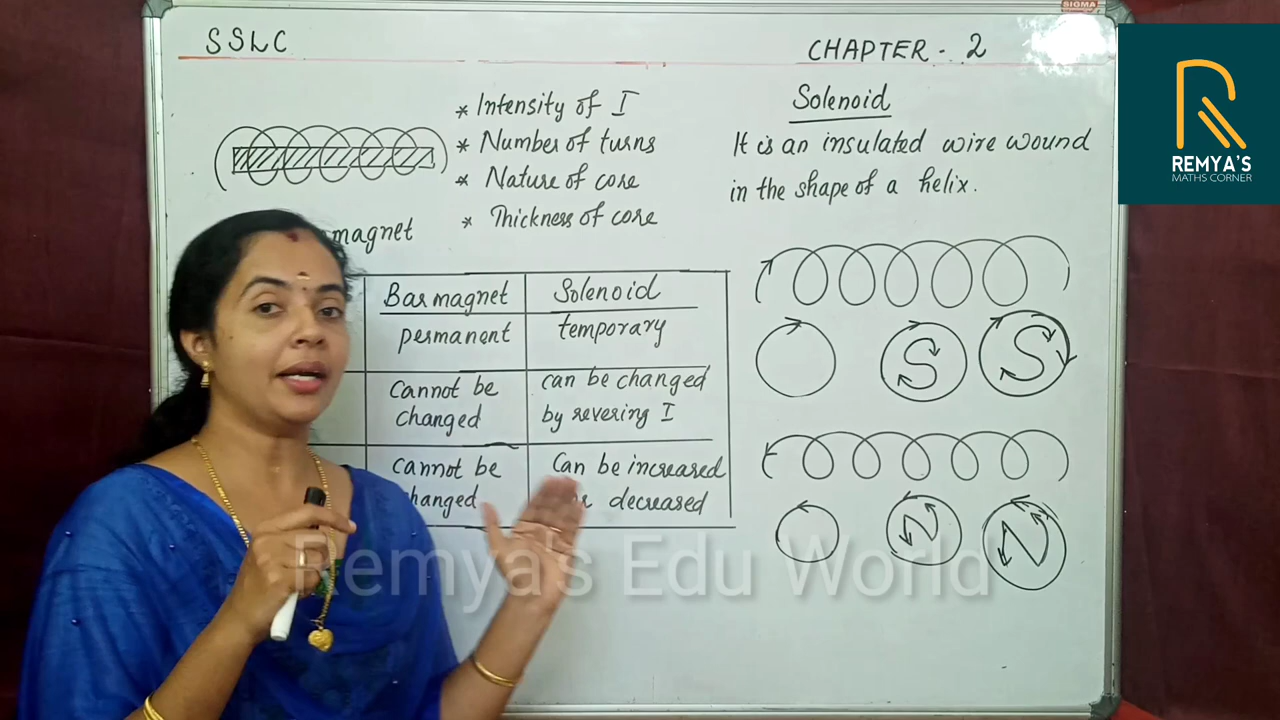 SIGMA
SSLC
CHAPTER - 2
* Intensity of I
* Number of turns
* Nature of core
* Thickness of core
magnet
Solenoid
It is an insulated wire wound
in the shape of a helix.
Bar magnet
Solenoid
permanent
temporary
cannot be
changed
can be changed
by revering I
cannot be
changed
Can be increased
decreased
S
S
N
N
R
REMYA'S
MATHS CORNER
Remya's Edu World